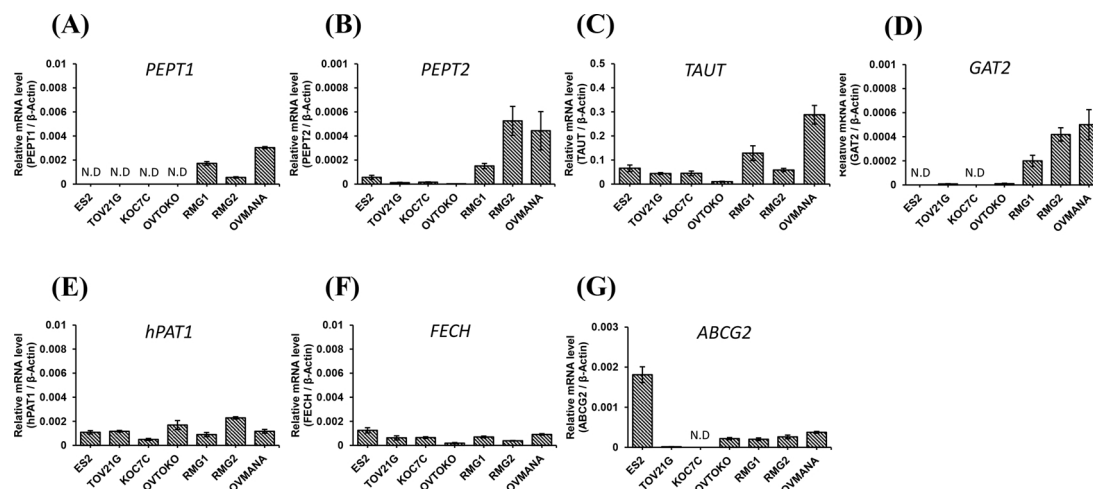 (A)
PEPT1
Relative mRNA level
(PEPT1 / β-Actin)
0.01
0.008
0.006
0.004
0.002
0
N.D N.D N.D N.D
ES2 TOV21G KOC7C OVTOKO RMG1 RMG2 OVMANA
(B)
PEPT2
Relative mRNA level
(PEPT2 / β-Actin)
0.001
0.0008
0.0006
0.0004
0.0002
0
ES2 TOV21G KOC7C OVTOKO RMG1 RMG2 OVMANA
(C)
TAUT
Relative mRNA level
(TAUT / β-Actin)
0.5
0.4
0.3
0.2
0.1
0
ES2 TOV21G KOC7C OVTOKO RMG1 RMG2 OVMANA
(D)
GAT2
Relative mRNA level
(GAT2 / β-Actin)
0.001
0.0008
0.0006
0.0004
0.0002
0
N.D N.D
ES2 TOV21G KOC7C OVTOKO RMG1 RMG2 OVMANA
(E)
hPAT1
Relative mRNA level
(hPAT1 / β-Actin)
0.01
0.008
0.006
0.004
0.002
0
ES2 TOV21G KOC7C OVTOKO RMG1 RMG2 OVMANA
(F)
FECH
Relative mRNA level
(FECH / β-Actin)
0.01
0.008
0.006
0.004
0.002
0
ES2 TOV21G KOC7C OVTOKO RMG1 RMG2 OVMANA
(G)
ABCG2
Relative mRNA level
(ABCG2 / β-Actin)
0.003
0.002
0.001
0
N.D
ES2 TOV21G KOC7C OVTOKO RMG1 RMG2 OVMANA